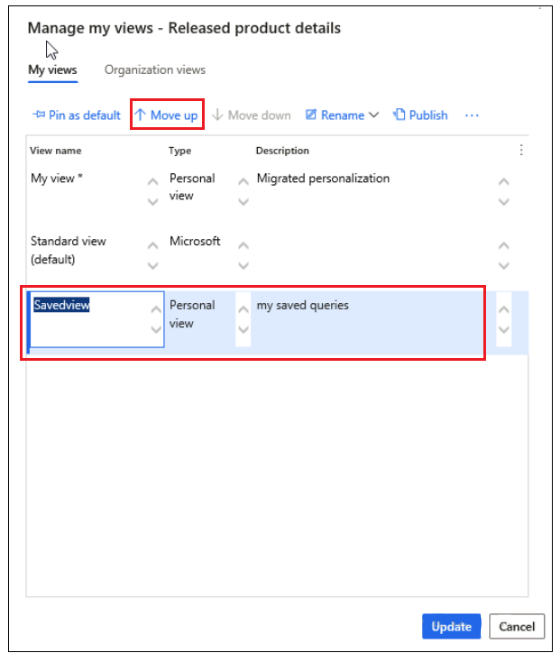 Manage my views - Released product details
My views Organization views
Pin as default Move up Move down Rename Publish ...
View name Type Description
My view * Personal Migrated personalization
view
Standard view Microsoft
(default)
Savedview Personal my saved queries
view
Update Cancel